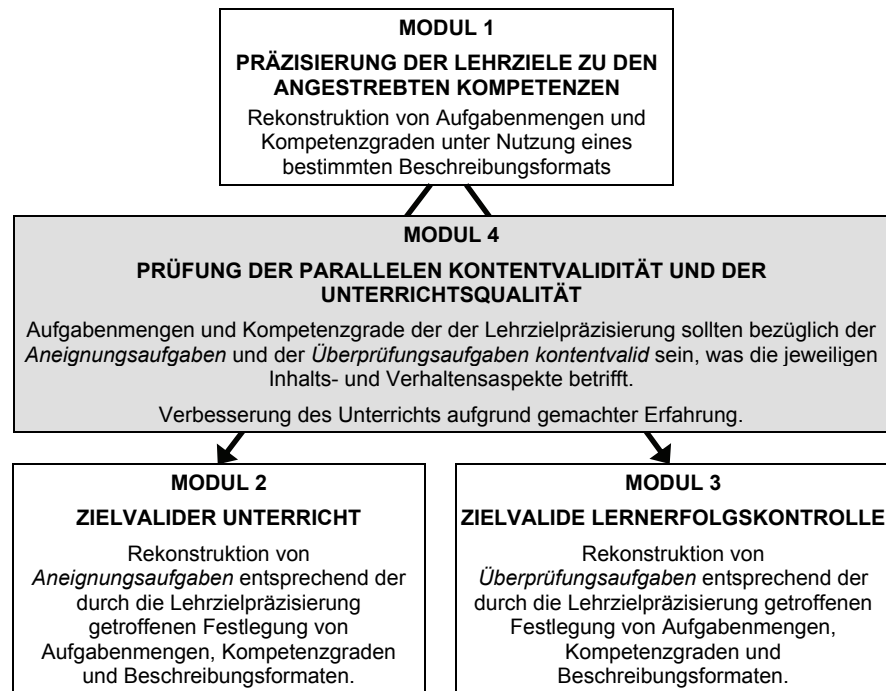 MODUL 1
PRÄZISIERUNG DER LEHRZIELE ZU DEN
ANGESTREBTEN KOMPETENZEN
Rekonstruktion von Aufgabenmengen und
Kompetenzgraden unter Nutzung eines
bestimmten Beschreibungsformats
MODUL 4
PRÜFUNG DER PARALLELEN KONTENTVALIDITÄT UND DER
UNTERRICHTSQUALITÄT
Aufgabenmengen und Kompetenzgrade der der Lehrzielpräzisierung sollten bezüglich der
Aneignungsaufgaben und der Überprüfungsaufgaben kontentvalid sein, was die jeweiligen
Inhalts- und Verhaltensaspekte betrifft.
Verbesserung des Unterrichts aufgrund gemachter Erfahrung.
MODUL 2
ZIELVALIDER UNTERRICHT
Rekonstruktion von
Aneignungsaufgaben entsprechend der
durch die Lehrzielpräzisierung
getroffenen Festlegung von
Aufgabenmengen, Kompetenzgraden
und Beschreibungsformaten.
MODUL 3
ZIELVALIDE LERNERFOLGSKONTROLLE
Rekonstruktion von
Überprüfungsaufgaben entsprechend der
durch die Lehrzielpräzisierung getroffenen
Festlegung von Aufgabenmengen,
Kompetenzgraden und
Beschreibungsformaten.